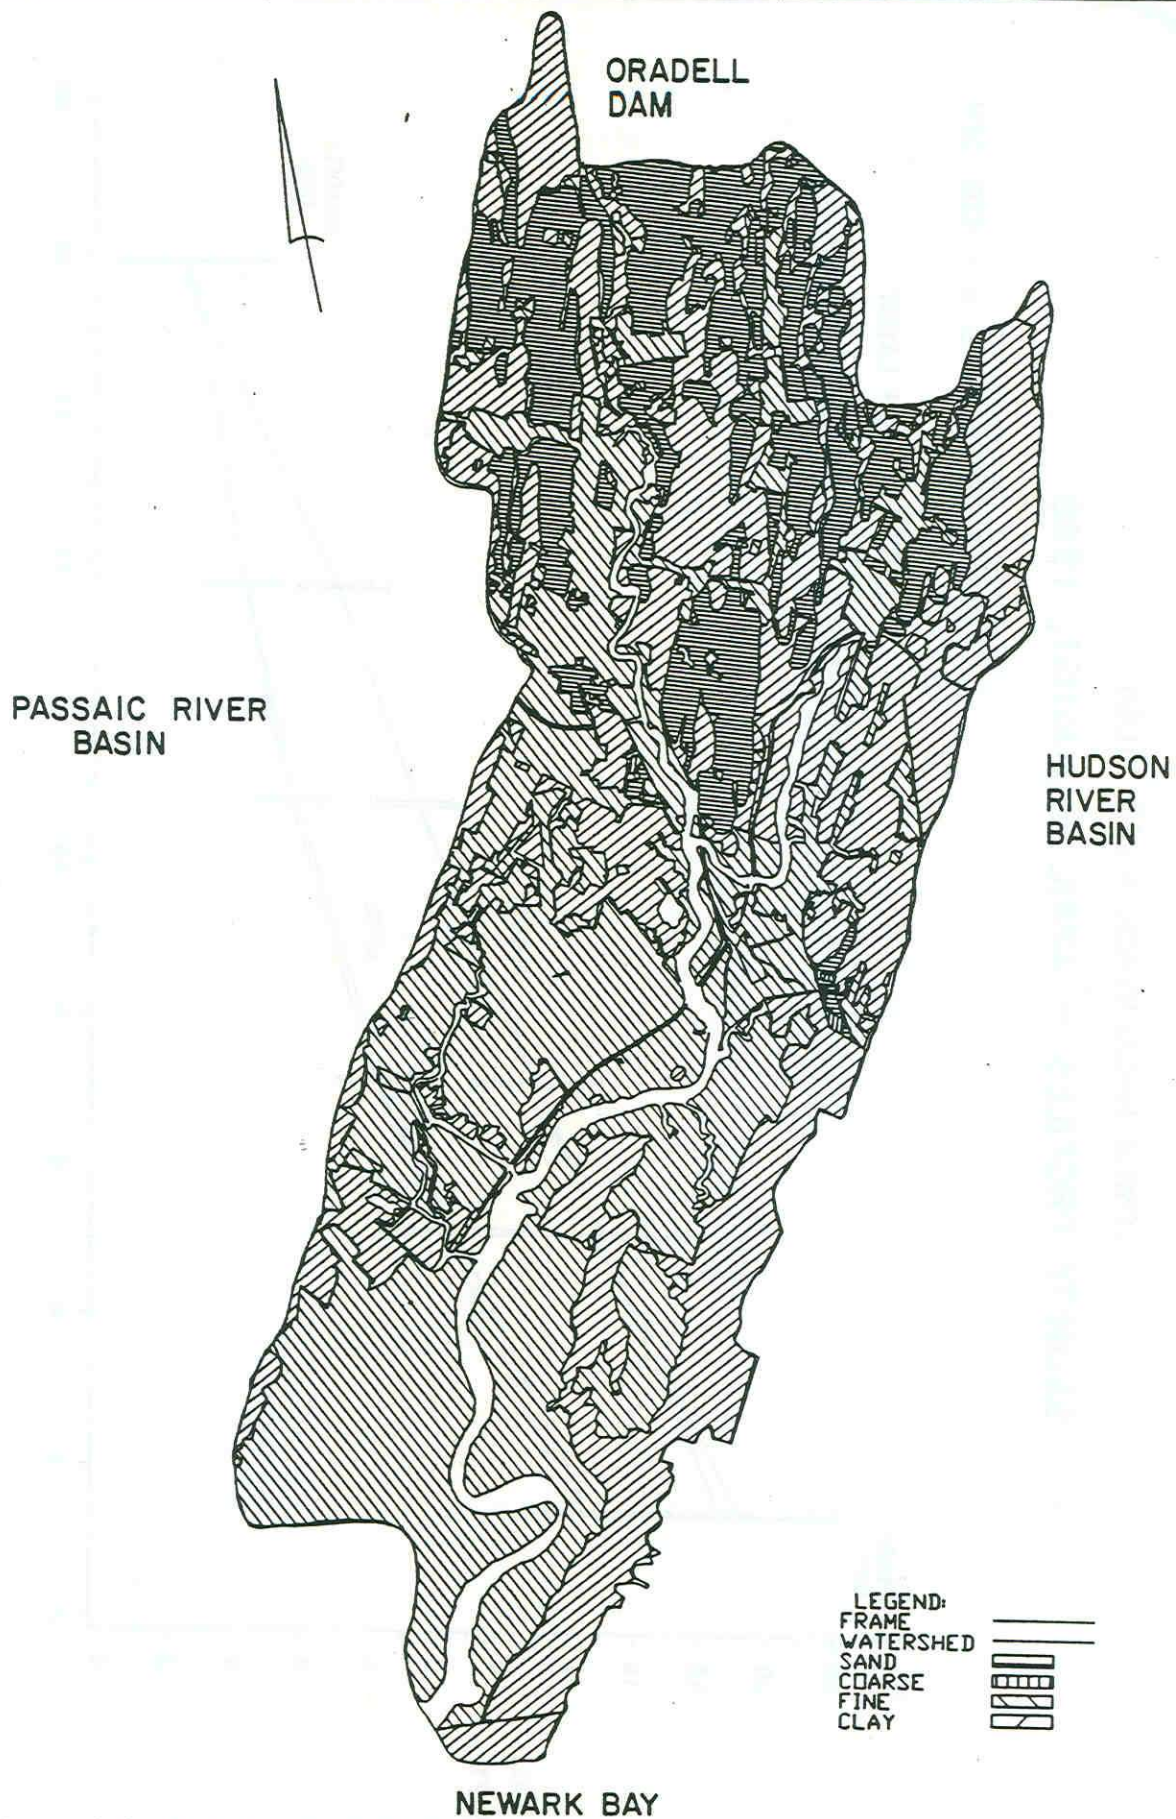 ORADELL
DAM
PASSAIC RIVER
BASIN
HUDSON
RIVER
BASIN
LEGEND:
FRAME
WATERSHED
SAND
COARSE
FINE
CLAY
NEWARK BAY